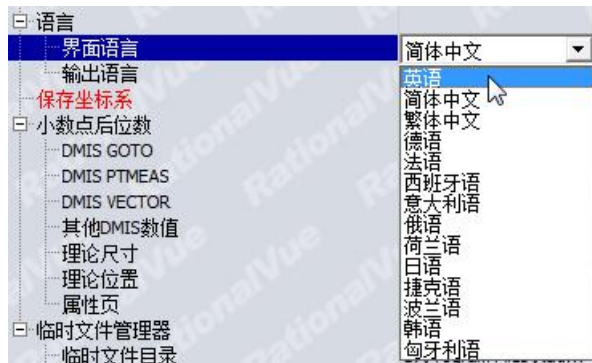 语言
界面语言
简体中文
输出语言
英语
保存坐标系
简体中文
小数点后位数
繁体中文
德语
DMIS GOTO
法语
DMIS PTMEAS
西班牙语
DMIS VECTOR
意大利语
其他DMIS数值
俄语
理论尺寸
荷兰语
日语
理论位置
捷克语
属性页
波兰语
临时文件管理器
韩语
临时文件目录
匈牙利语
RationalVue